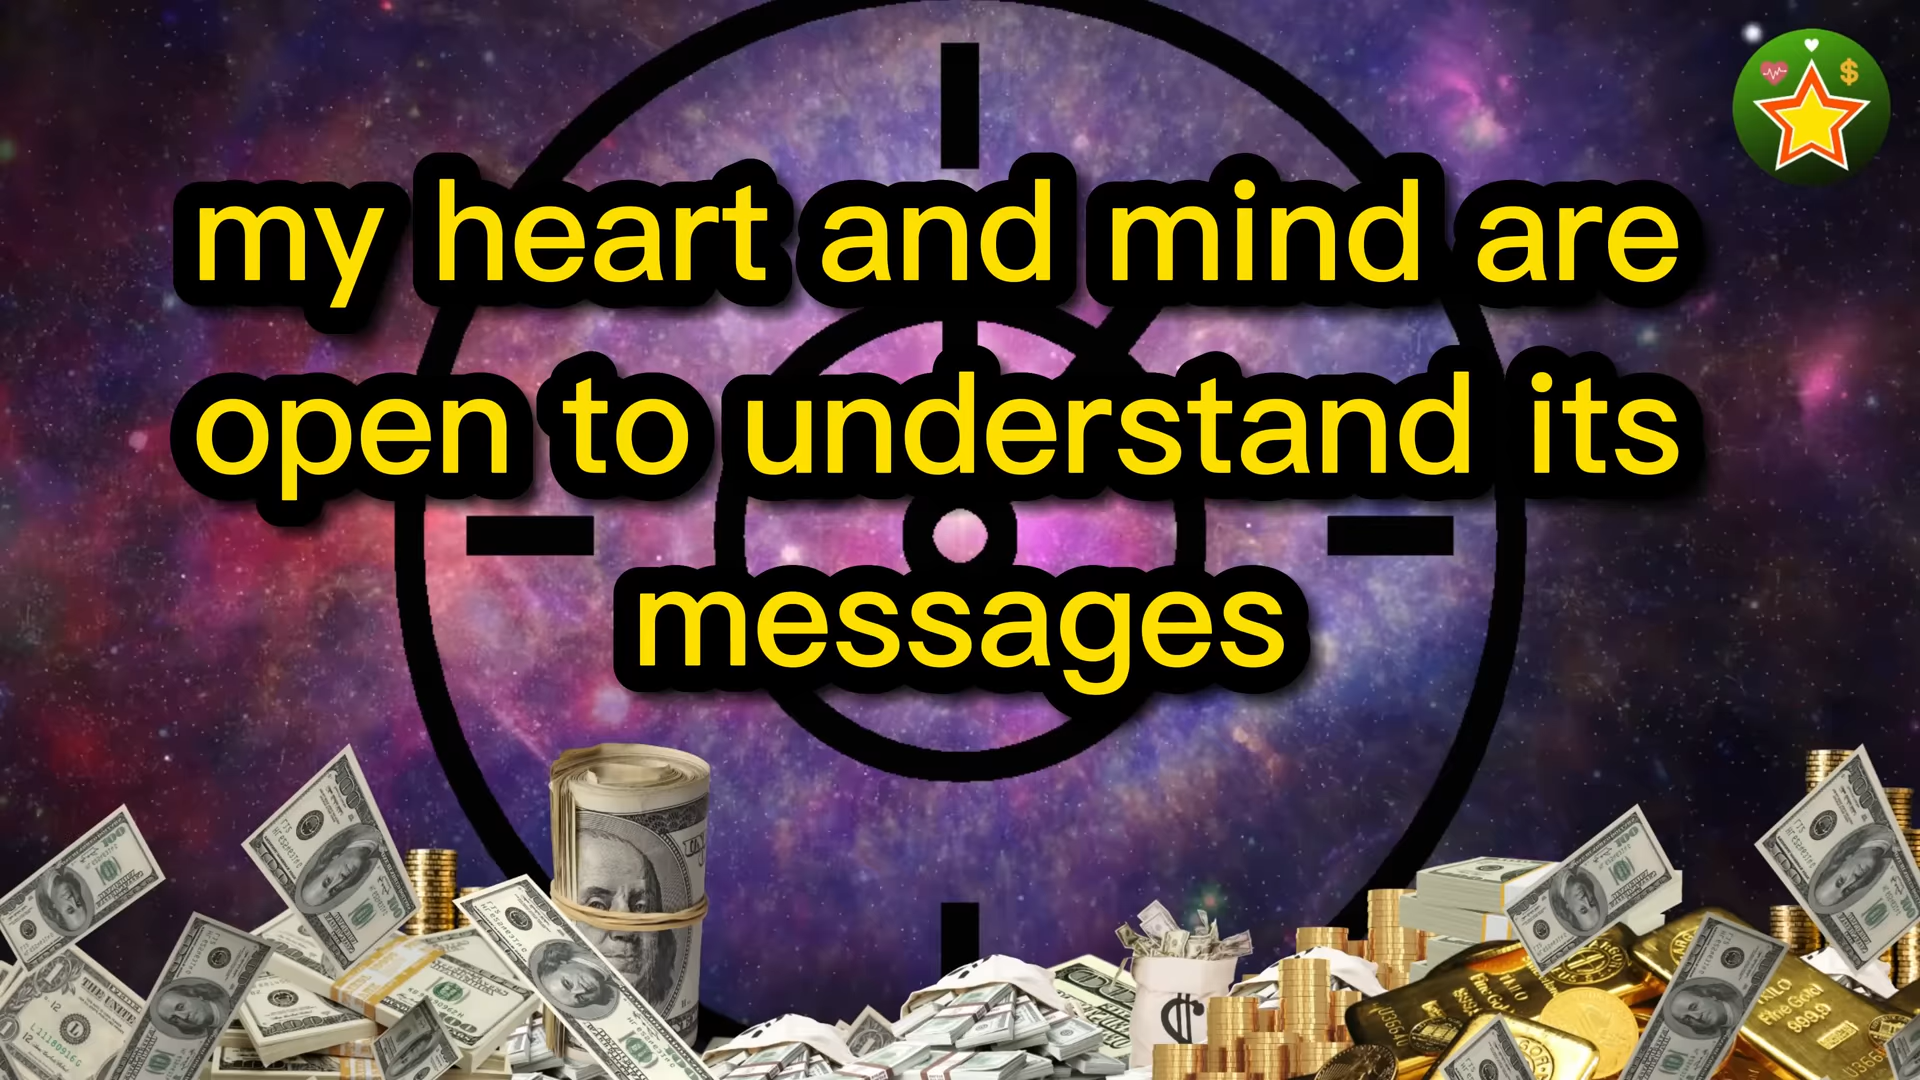 my heart and mind are
open to understand its
messages